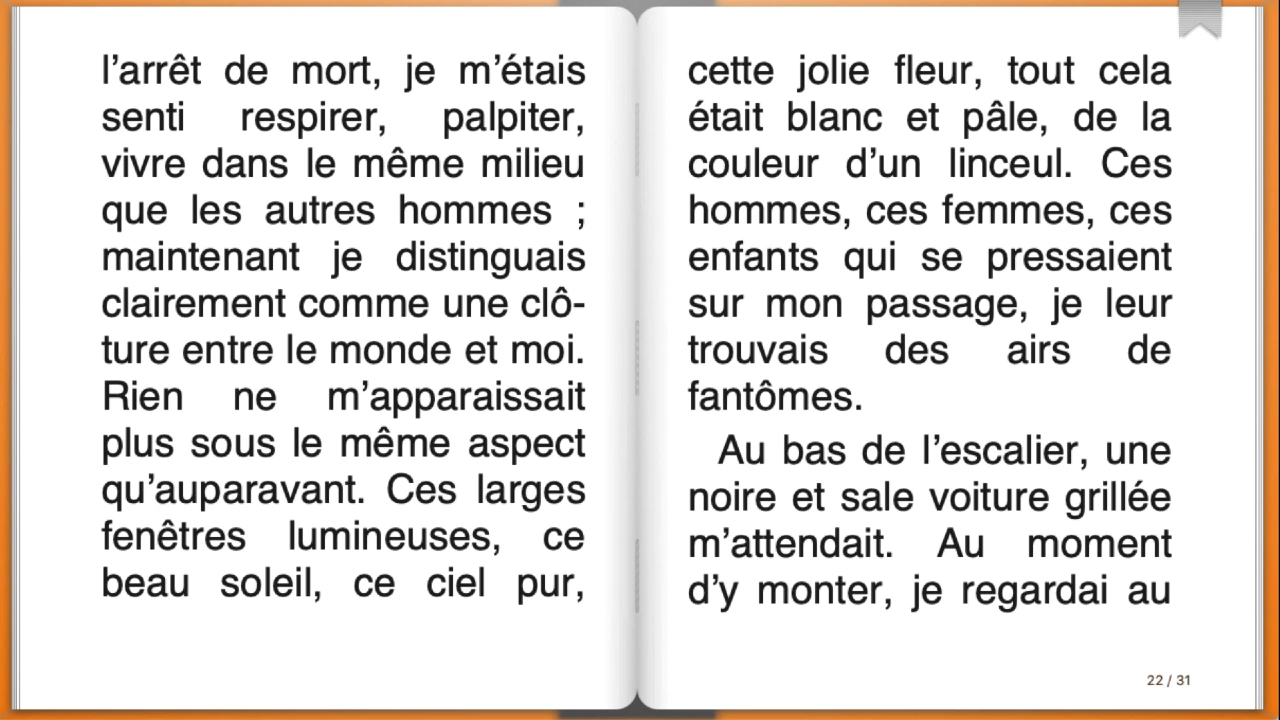 l’arrêt de mort, je m’étais
senti respirer, palpiter,
vivre dans le même milieu
que les autres hommes ;
maintenant je distinguais
clairement comme une clô-
ture entre le monde et moi.
Rien ne m’apparaissait
plus sous le même aspect
qu’auparavant. Ces larges
fenêtres lumineuses, ce
beau soleil, ce ciel pur,
cette jolie fleur, tout cela
était blanc et pâle, de la
couleur d’un linceul. Ces
hommes, ces femmes, ces
enfants qui se pressaient
sur mon passage, je leur
trouvais des airs de
fantômes.
Au bas de l’escalier, une
noire et sale voiture grillée
m’attendait. Au moment
d’y monter, je regardai au
22 / 31